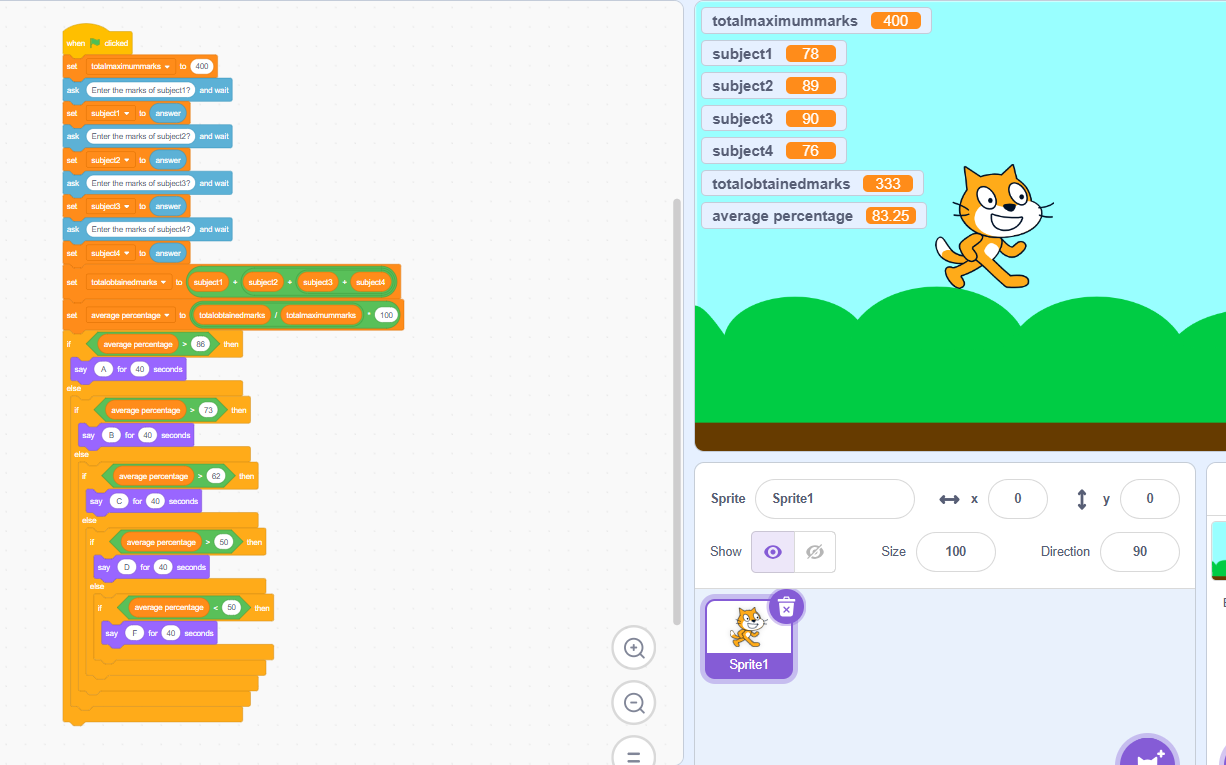 when clicked
set totalmaximummarks to 400
ask Enter the marks of subject1? and wait
set subject1 to answer
ask Enter the marks of subject2? and wait
set subject2 to answer
ask Enter the marks of subject3? and wait
set subject3 to answer
ask Enter the marks of subject4? and wait
set subject4 to answer
set totalobtainedmarks to subject1 + subject2 + subject3 + subject4
set average percentage to totalobtainedmarks / totalmaximummarks * 100
if average percentage > 86 then
say A for 40 seconds
else
if average percentage > 73 then
say B for 40 seconds
else
if average percentage > 62 then
say C for 40 seconds
else
if average percentage > 50 then
say D for 40 seconds
else
if average percentage < 50 then
say F for 40 seconds
totalmaximummarks 400
subject1 78
subject2 89
subject3 90
subject4 76
totalobtainedmarks 333
average percentage 83.25
Sprite Sprite1 x 0 y 0
Show Size 100 Direction 90
Sprite1